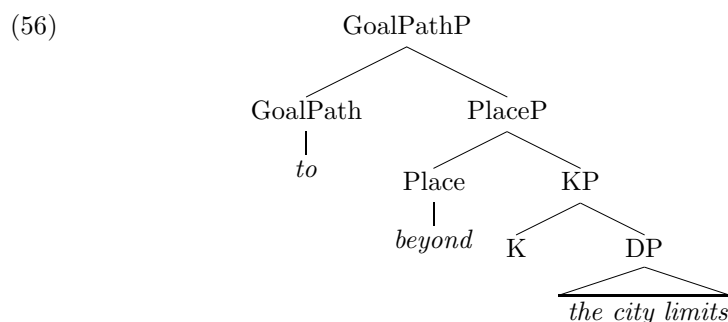 (56) GoalPathP
GoalPath PlaceP
to
Place KP
beyond
K DP
the city limits